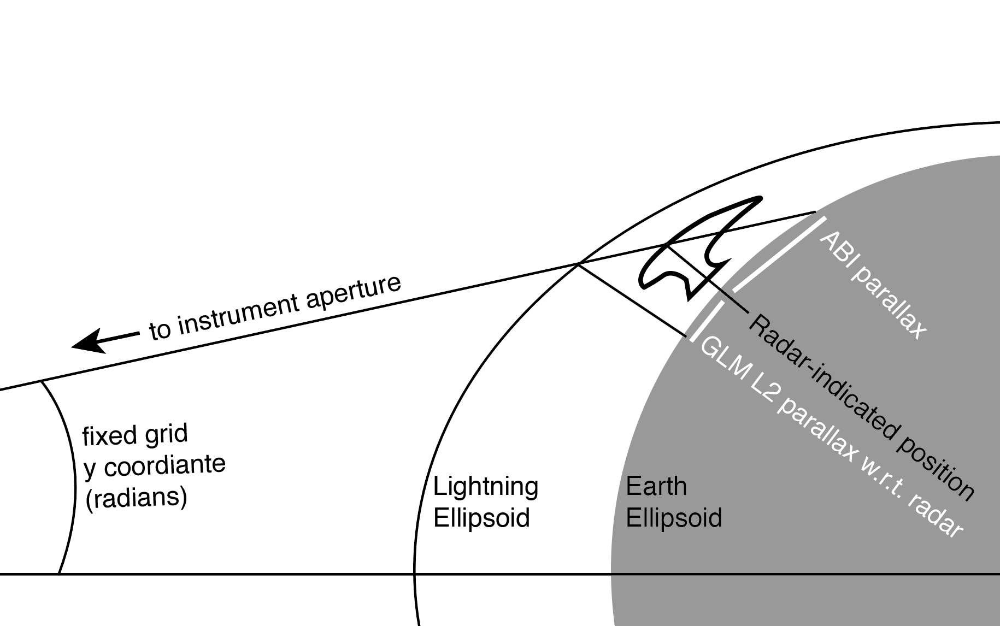 to instrument aperture
fixed grid
y coordiante
(radians)
Lightning
Ellipsoid
Earth
Ellipsoid
ABI parallax
Radar-indicated position
GLM L2 parallax w.r.t. radar